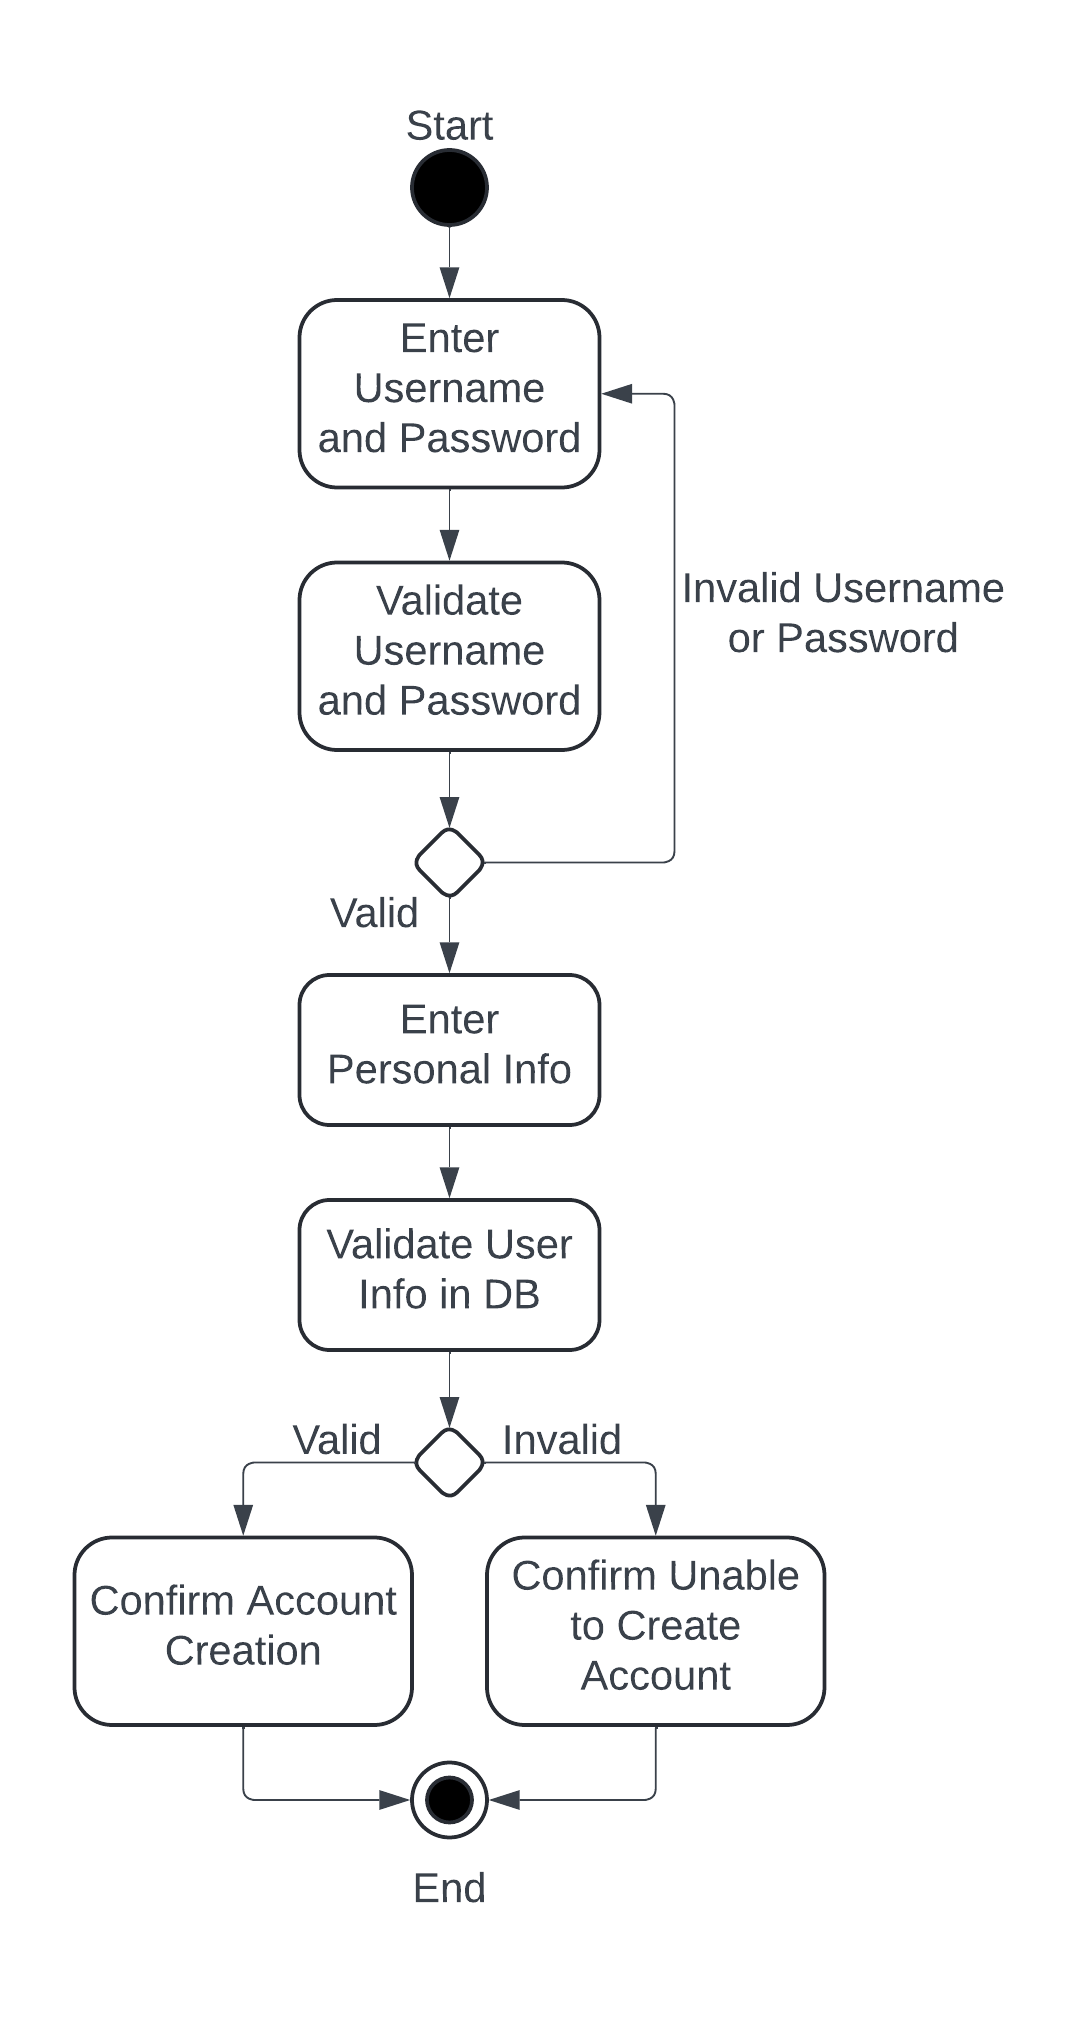 Start
Enter
Username
and Password
Invalid Username
or Password
Validate
Username
and Password
Valid
Enter
Personal Info
Validate User
Info in DB
Valid
Invalid
Confirm Account
Creation
Confirm Unable
to Create
Account
End